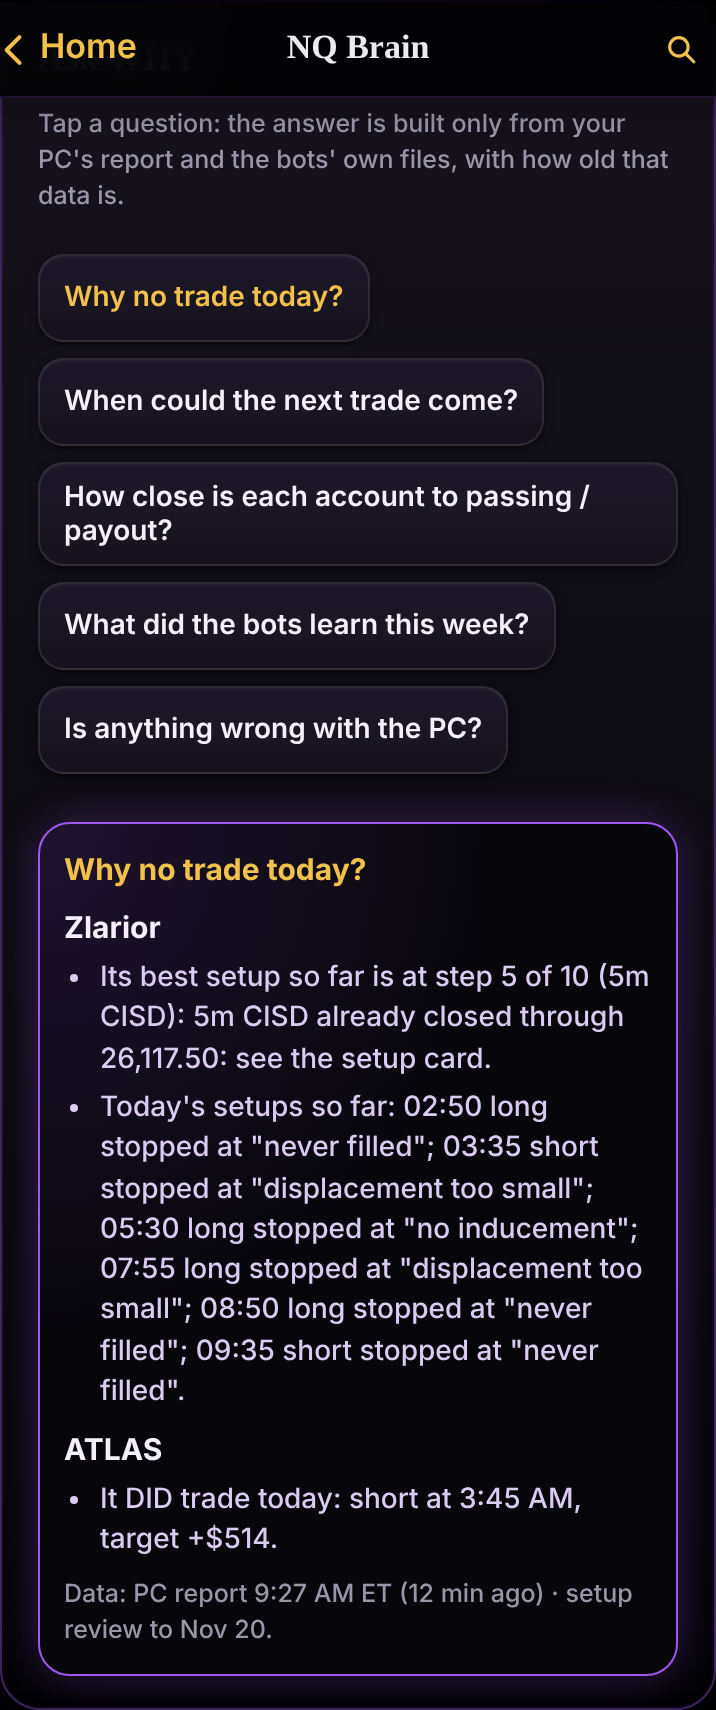 Home
NQ Brain
Tap a question: the answer is built only from your
PC's report and the bots' own files, with how old that
data is.
Why no trade today?
When could the next trade come?
How close is each account to passing /
payout?
What did the bots learn this week?
Is anything wrong with the PC?
Why no trade today?
Zlarior
• Its best setup so far is at step 5 of 10 (5m
CISD): 5m CISD already closed through
26,117.50: see the setup card.
• Today's setups so far: 02:50 long
stopped at "never filled"; 03:35 short
stopped at "displacement too small";
05:30 long stopped at "no inducement";
07:55 long stopped at "displacement too
small"; 08:50 long stopped at "never
filled"; 09:35 short stopped at "never
filled".
ATLAS
• It DID trade today: short at 3:45 AM,
target +$514.
Data: PC report 9:27 AM ET (12 min ago) · setup
review to Nov 20.